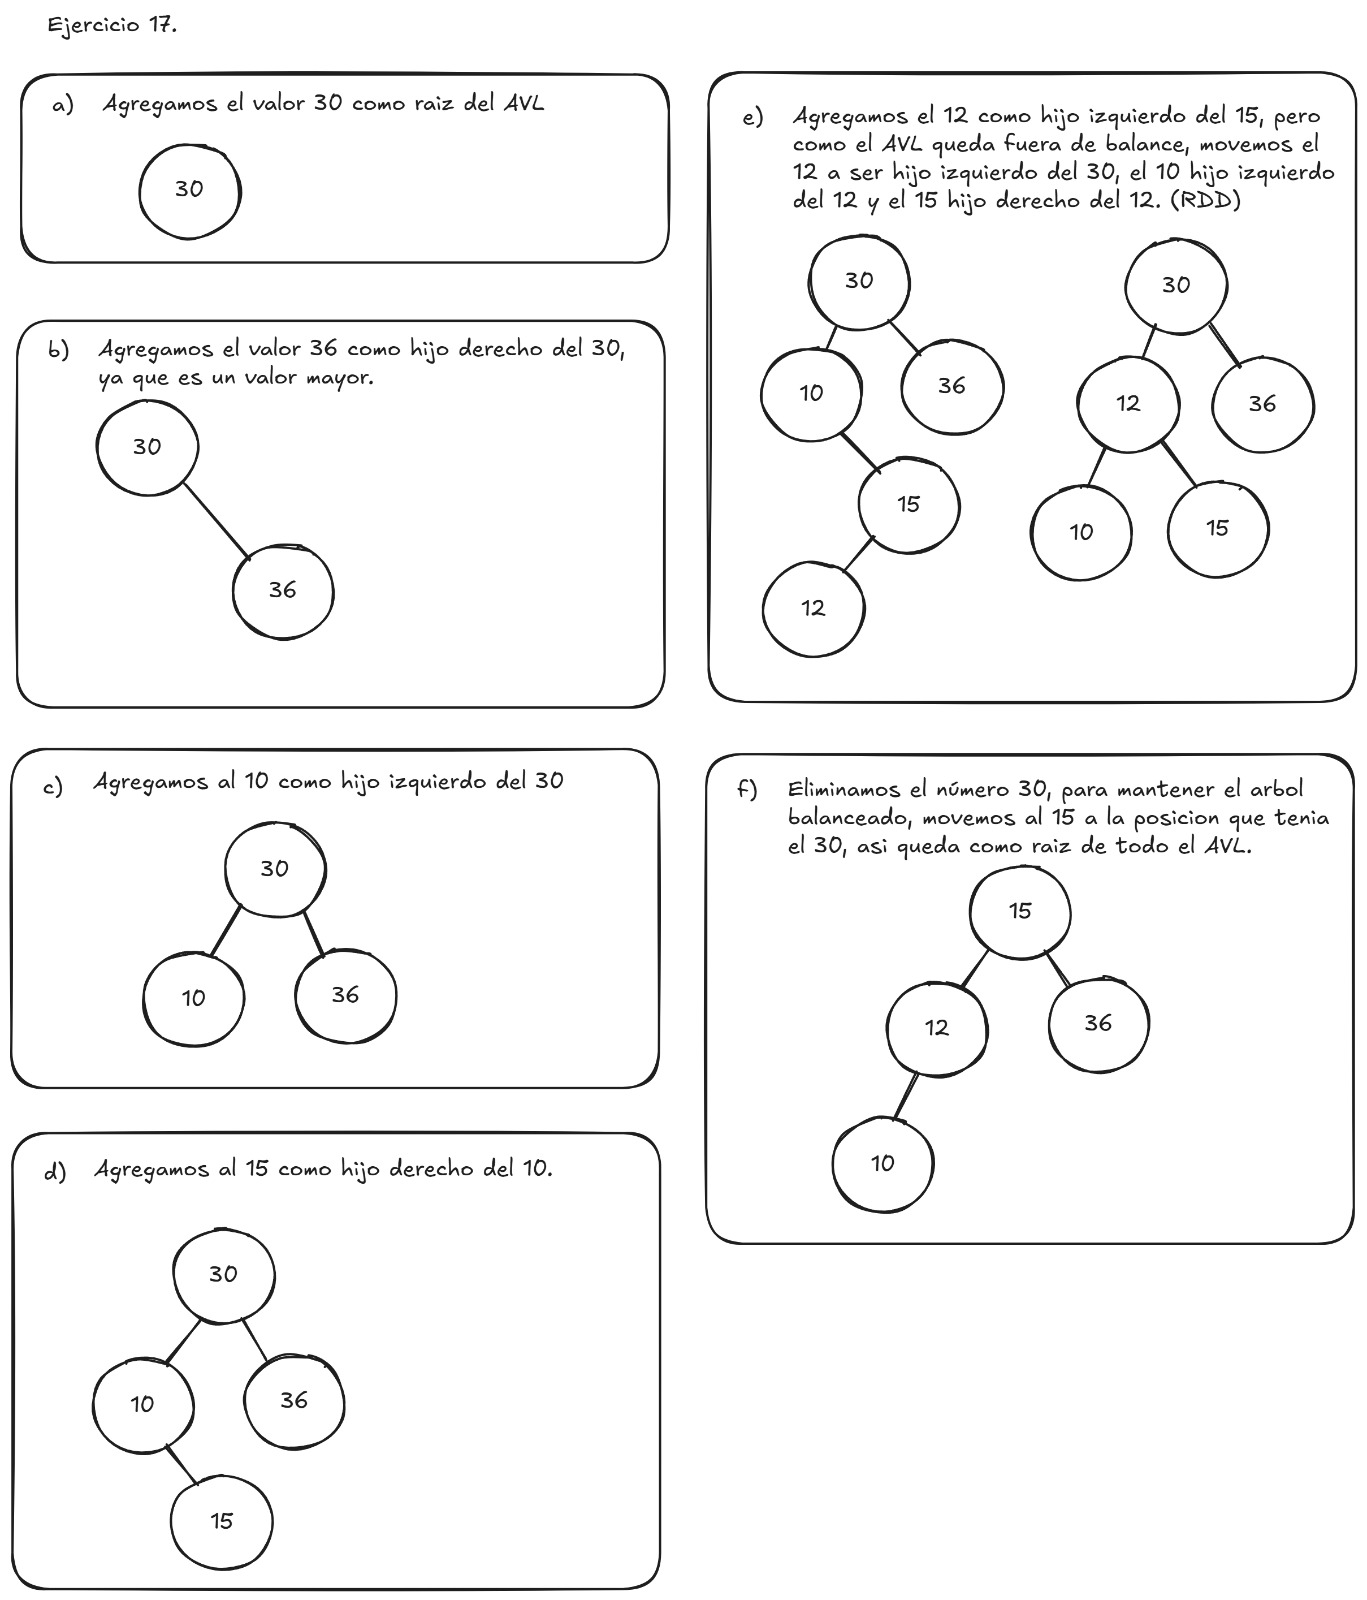 Ejercicio 17.
a) Agregamos el valor 30 como raiz del AVL
30
b) Agregamos el valor 36 como hijo derecho del 30,
ya que es un valor mayor.
30
36
c) Agregamos al 10 como hijo izquierdo del 30
30
10 36
d) Agregamos al 15 como hijo derecho del 10.
30
10 36
15
e) Agregamos el 12 como hijo izquierdo del 15, pero
como el AVL queda fuera de balance, movemos el
12 a ser hijo izquierdo del 30, el 10 hijo izquierdo
del 12 y el 15 hijo derecho del 12. (RDD)
30
10 36
15
12
30
12 36
10 15
f) Eliminamos el número 30, para mantener el arbol
balanceado, movemos al 15 a la posicion que tenia
el 30, asi queda como raiz de todo el AVL.
15
12 36
10